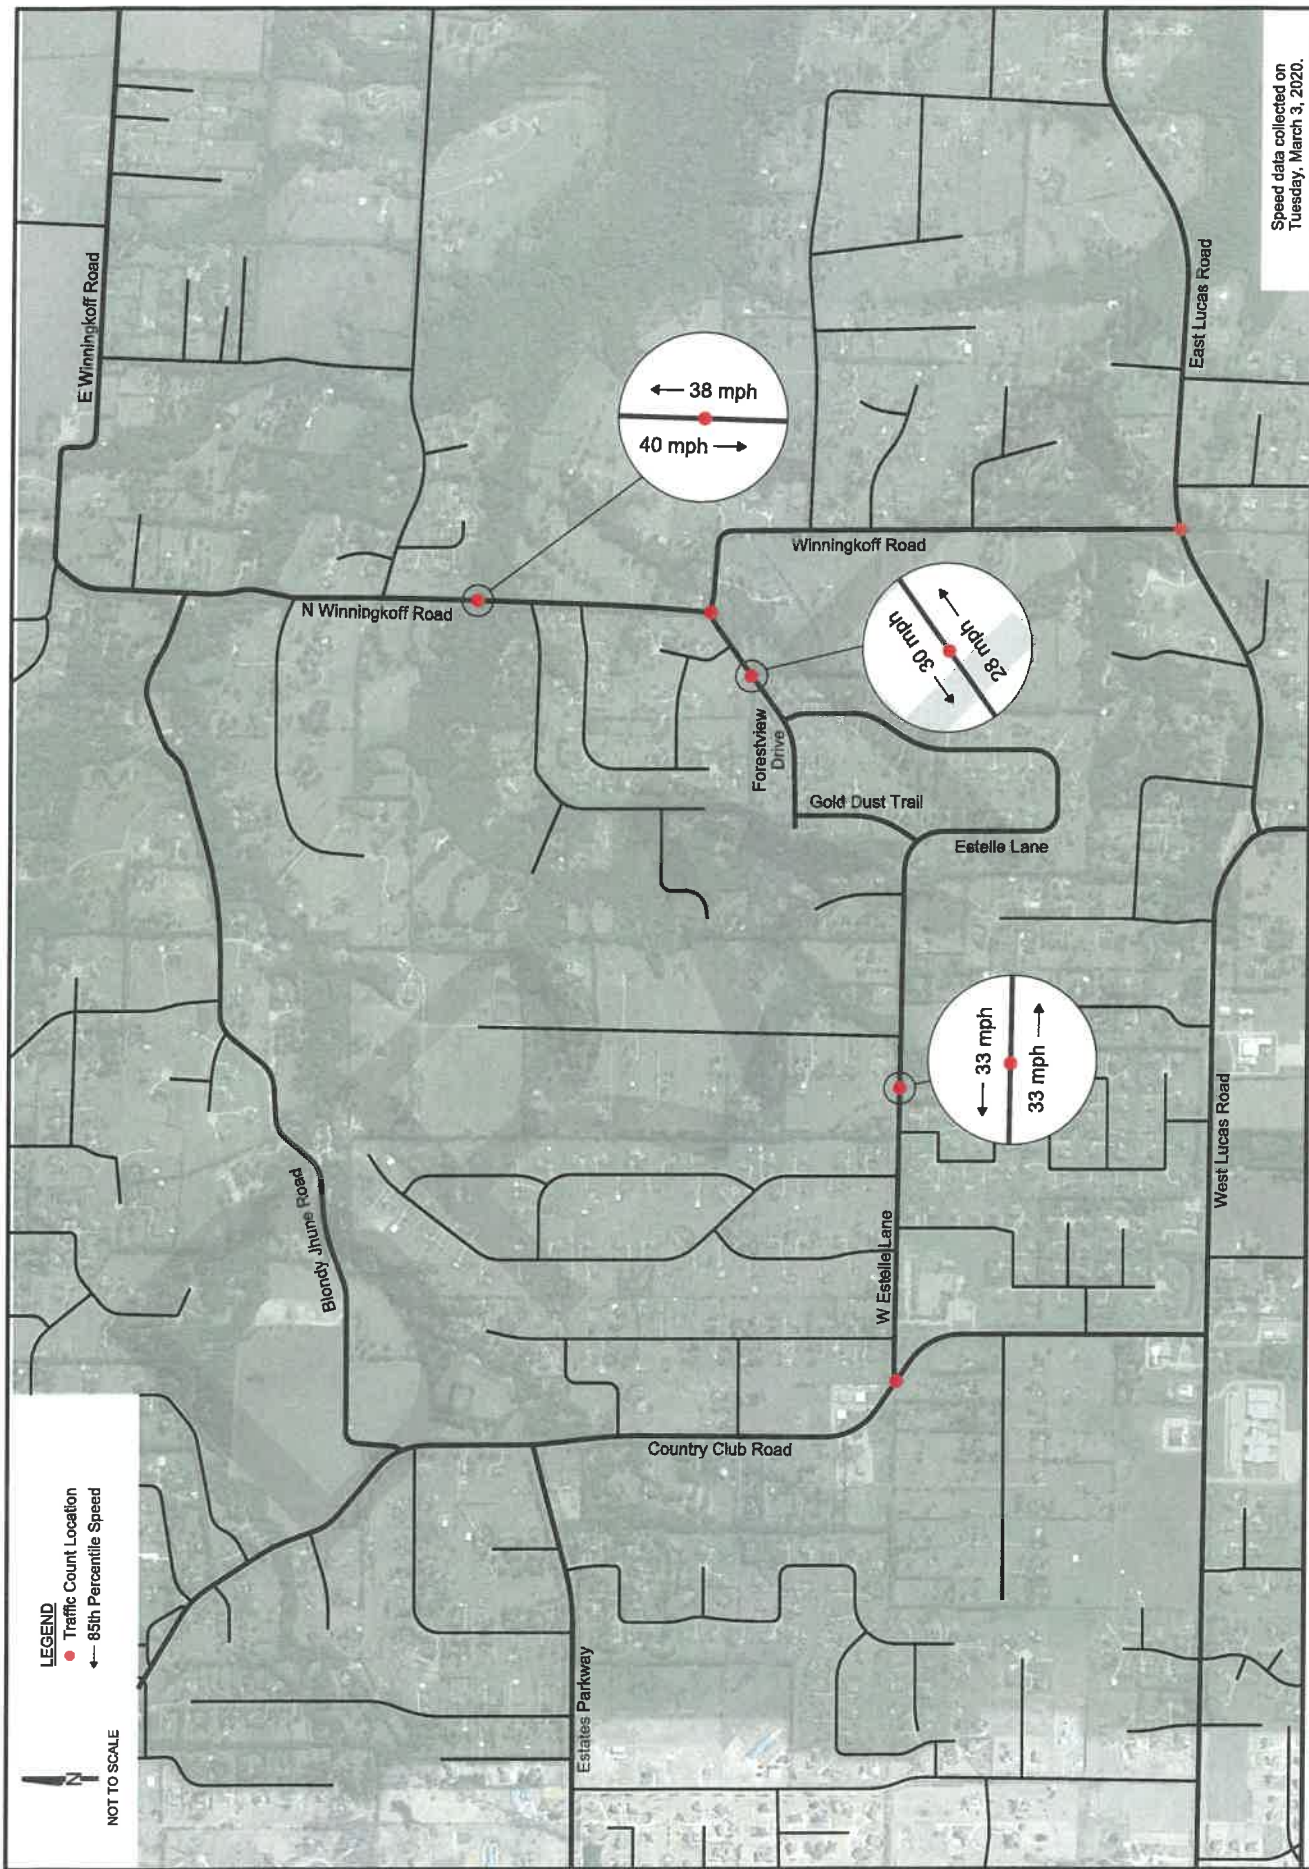 LEGEND
Traffic Count Location
85th Percentile Speed
N
NOT TO SCALE
E Winningkoff Road
N Winningkoff Road
38 mph
40 mph
Winningkoff Road
East Lucas Road
Speed data collected on
Tuesday, March 3, 2020.
30 mph
28 mph
Forestview
Drive
Gold Dust Trail
Estelle Lane
33 mph
33 mph
Blondy Jhune Road
W Estelle Lane
West Lucas Road
Country Club Road
Estates Parkway